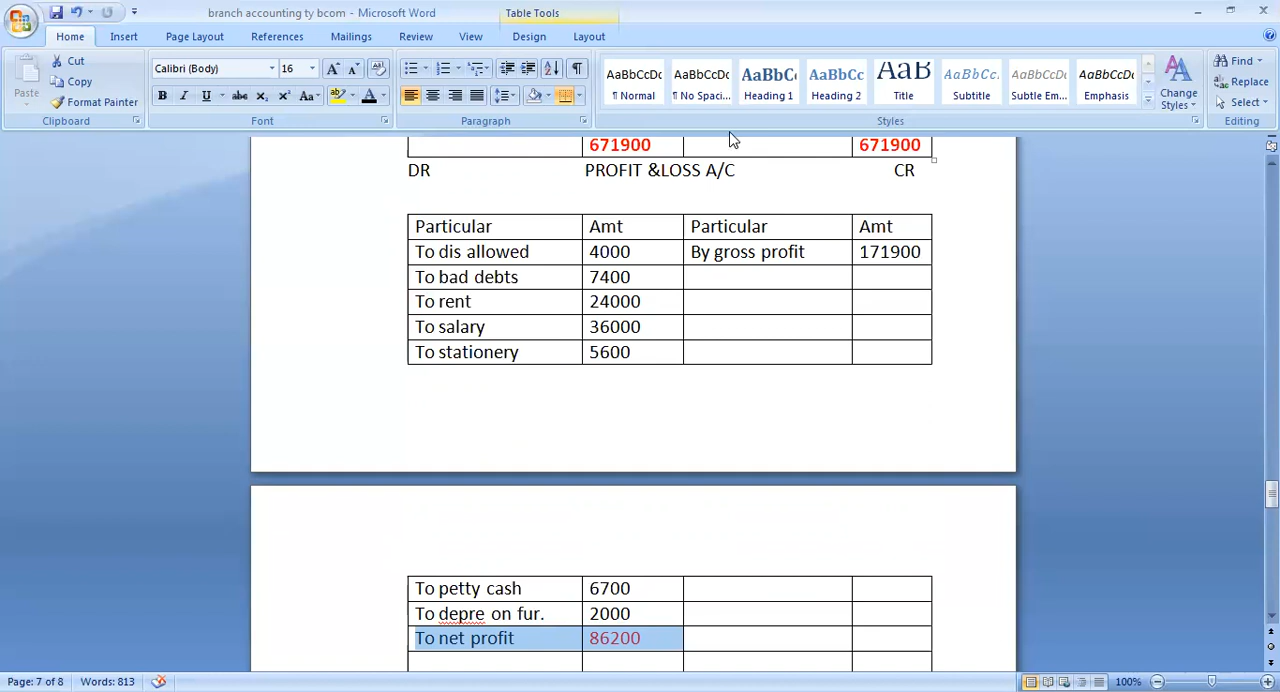 branch accounting ty bcom - Microsoft Word
Table Tools
Home Insert Page Layout References Mailings Review View Design Layout
Paste
Cut
Copy
Format Painter
Clipboard
Calibri (Body) 16
Font
Paragraph
AaBbCcDc ¶ Normal
AaBbCcDc ¶ No Spaci...
AaBbC Heading 1
AaBbCc Heading 2
AaB Title
AaBbCc. Subtitle
AaBbCcDc Subtle Em...
AaBbCcDc Emphasis
Change Styles
Styles
Find
Replace
Select
Editing
671900 671900
DR PROFIT &LOSS A/C CR
Particular Amt Particular Amt
To dis allowed 4000 By gross profit 171900
To bad debts 7400
To rent 24000
To salary 36000
To stationery 5600
To petty cash 6700
To depre on fur. 2000
To net profit 86200
Page: 7 of 8 Words: 813 100%